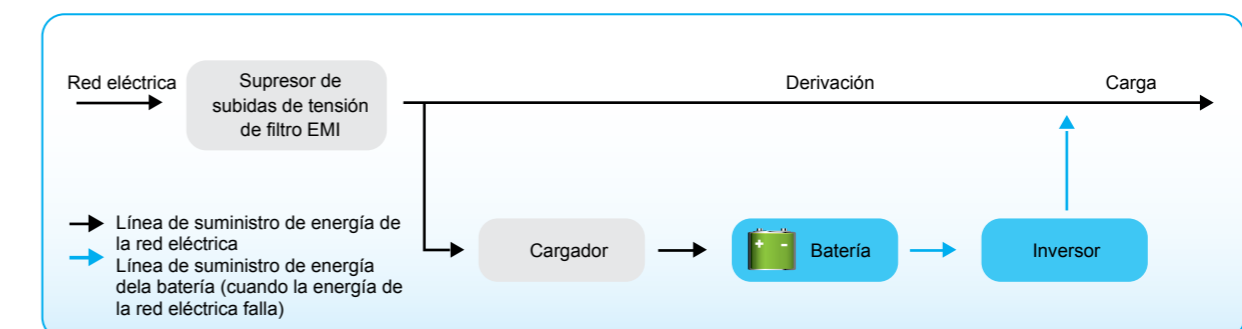 Red eléctrica
Supresor de
subidas de tensión
de filtro EMI
Derivación
Carga
Línea de suministro de energía de
la red eléctrica
Línea de suministro de energía
dela batería (cuando la energía de
la red eléctrica falla)
Cargador
+ -
Batería
Inversor